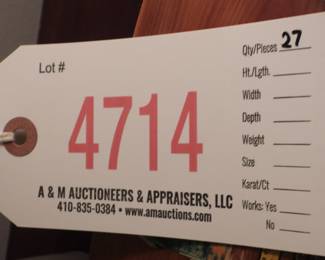 Lot #
4714
A & M AUCTIONEERS & APPRAISERS, LLC
410-835-0384 • www.amauctions.com
Qty/Pieces 27
Ht./Lgth.
Width
Depth
Weight
Size
Karat/Ct
Works: Yes
No